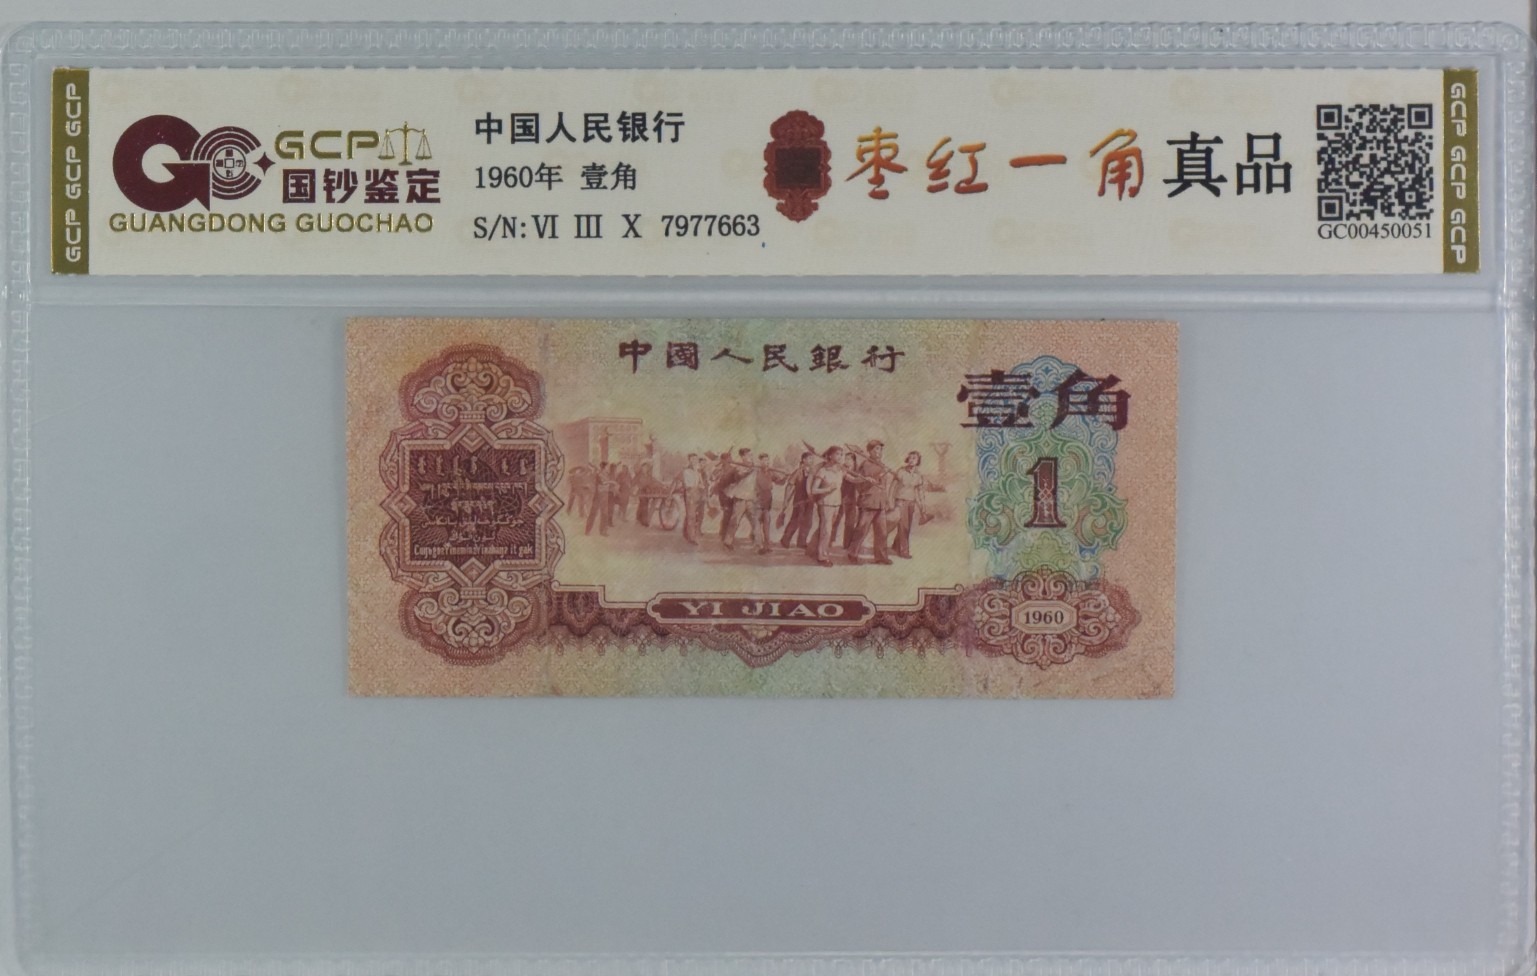 GCP GCP GCP
GCP
国钞鉴定
GUANGDONG GUOCHAO
中国人民银行
1960年 壹角
S/N: VI III X 7977663
枣红一角 真品
GC00450051
GCP GCP GCP
中國人民銀行
壹角
1
YI JIAO
1960